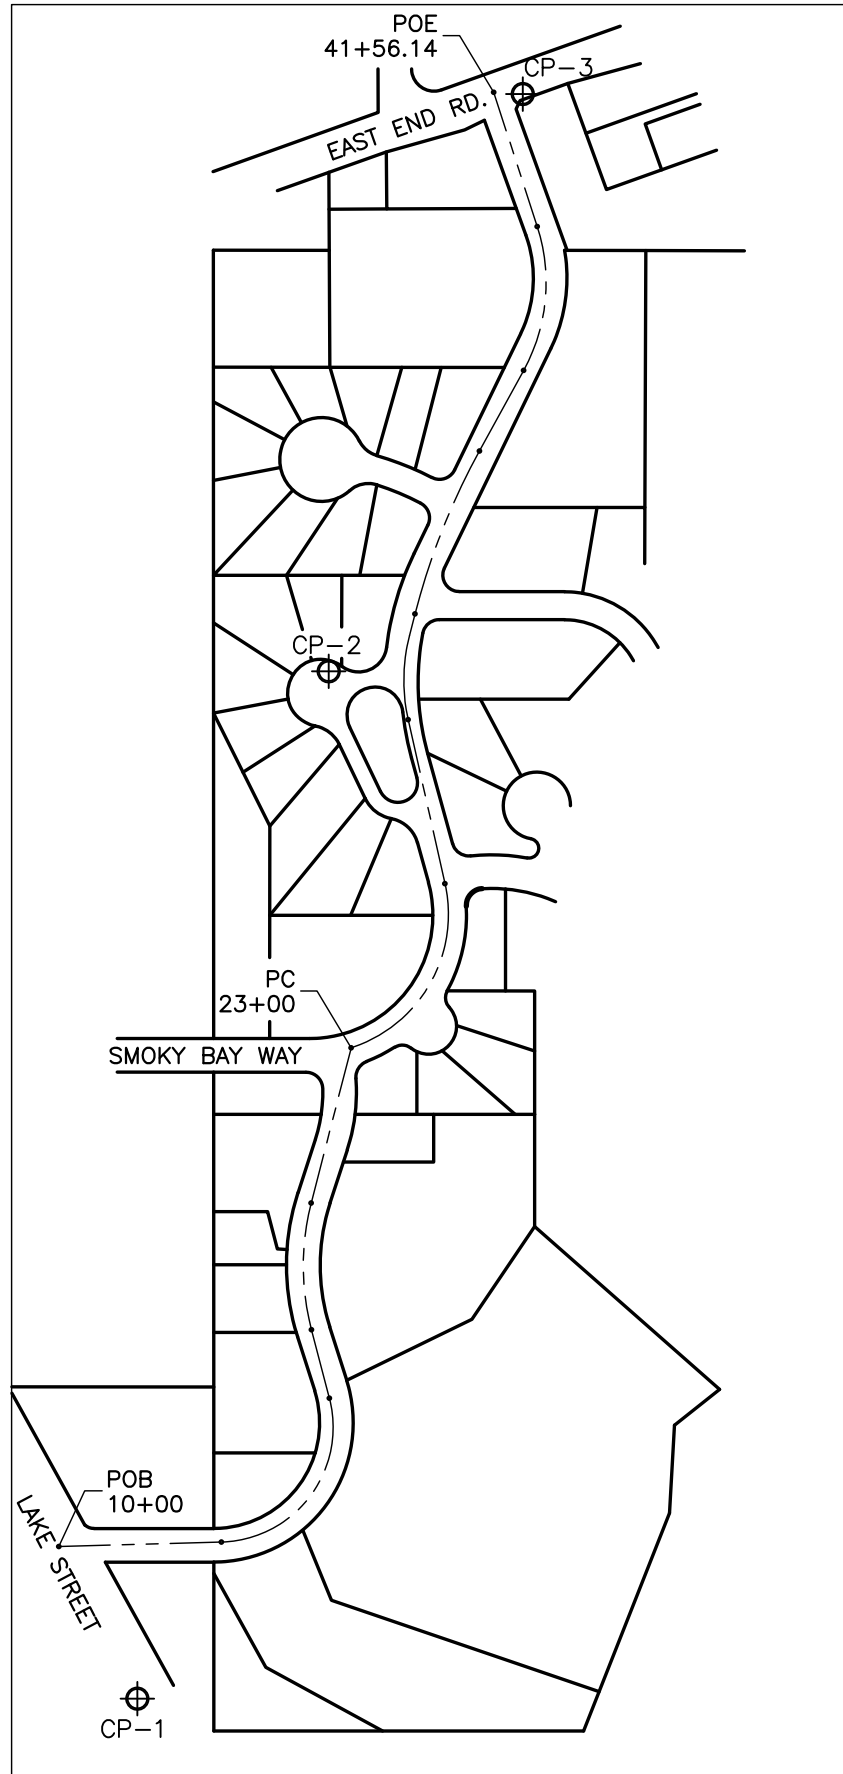 POE
41+56.14
CP-3
EAST END RD.
CP-2
PC
23+00
SMOKY BAY WAY
POB
10+00
LAKE STREET
CP-1